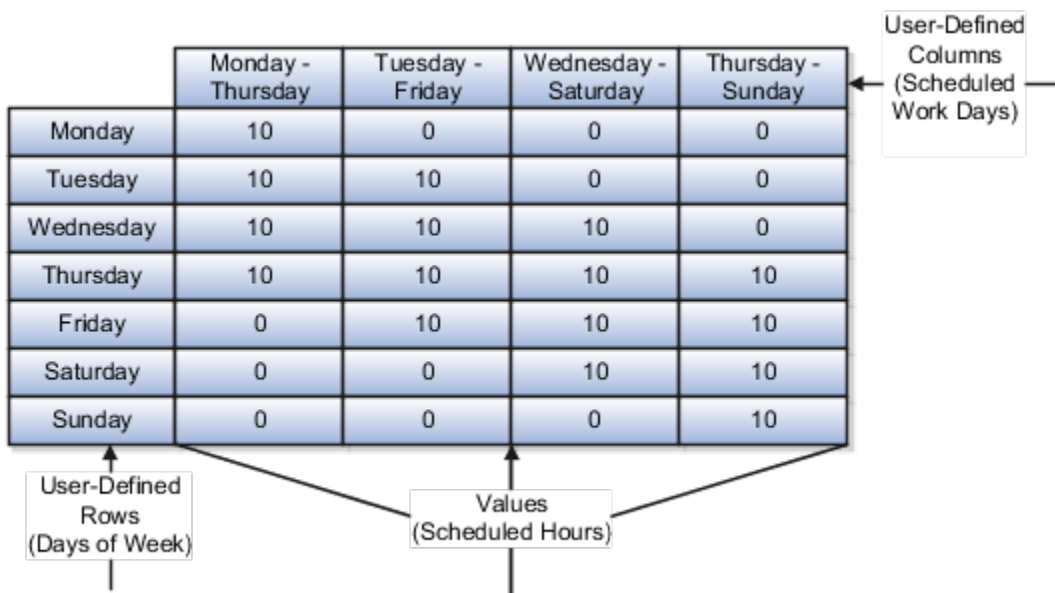 User-Defined
Columns
(Scheduled
Work Days)
Monday - Tuesday - Wednesday - Thursday -
Thursday Friday Saturday Sunday
Monday 10 0 0 0
Tuesday 10 10 0 0
Wednesday 10 10 10 0
Thursday 10 10 10 10
Friday 0 10 10 10
Saturday 0 0 10 10
Sunday 0 0 0 10
User-Defined
Rows
(Days of Week)
Values
(Scheduled Hours)